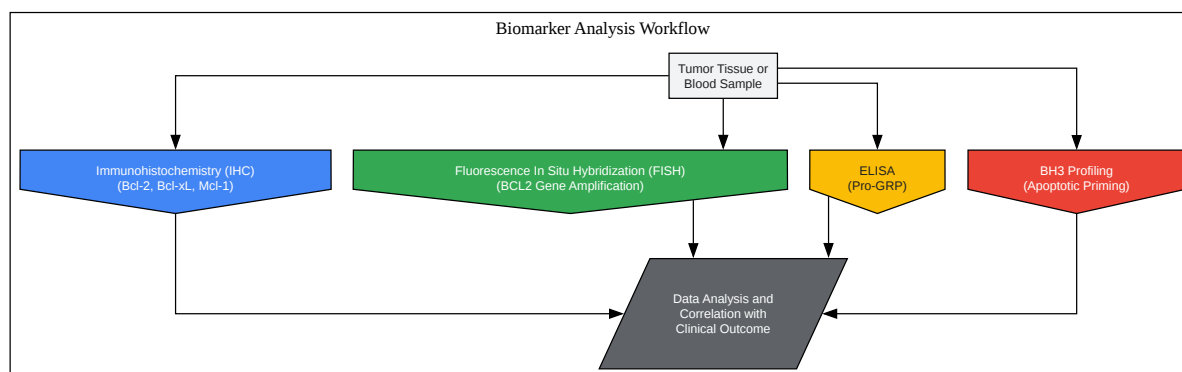 Biomarker Analysis Workflow
Tumor Tissue or
Blood Sample
Immunohistochemistry (IHC)
(Bcl-2, Bcl-xL, Mcl-1)
Fluorescence In Situ Hybridization (FISH)
(BCL2 Gene Amplification)
ELISA
(Pro-GRP)
BH3 Profiling
(Apoptotic Priming)
Data Analysis and
Correlation with
Clinical Outcome